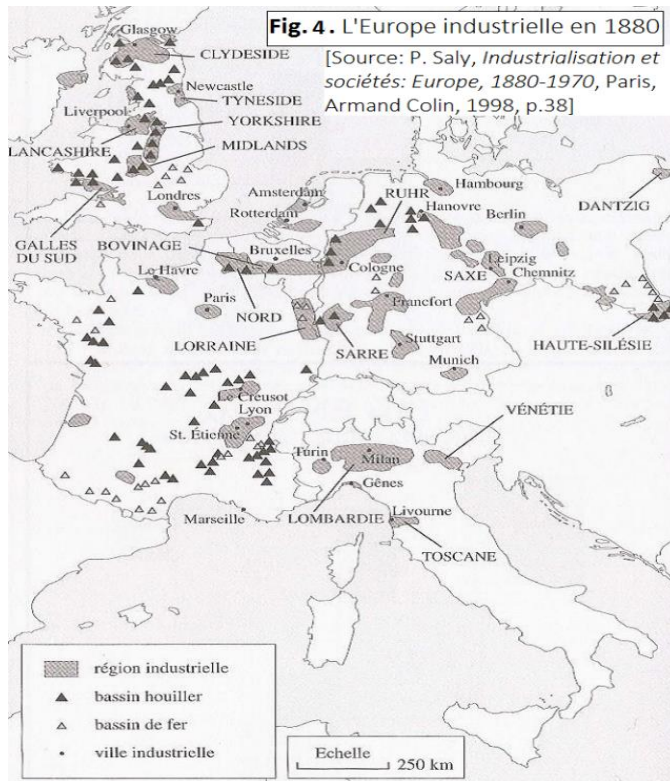 Fig. 4 . L'Europe industrielle en 1880
[Source: P. Saly, Industrialisation et
sociétés: Europe, 1880-1970, Paris,
Armand Colin, 1998, p.38]
Glasgow
CLYDESIDE
Newcastle
TYNESIDE
Liverpool
YORKSHIRE
LANCASHIRE
MIDLANDS
Londres
GALLES
DU SUD
Amsterdam
Rotterdam
RUHR
Hambourg
Hanovre
Berlin
DANTZIG
BOVINAGE
Bruxelles
Cologne
Leipzig
SAXE
Chemnitz
Le Havre
Paris
NORD
Francfort
LORRAINE
SARRE
Stuttgart
HAUTE-SILÉSIE
Munich
Le Creusot
Lyon
St. Étienne
VÉNÉTIE
Turin
Milan
Gênes
Marseille
LOMBARDIE
Livourne
TOSCANE
région industrielle
bassin houiller
bassin de fer
ville industrielle
Echelle
250 km